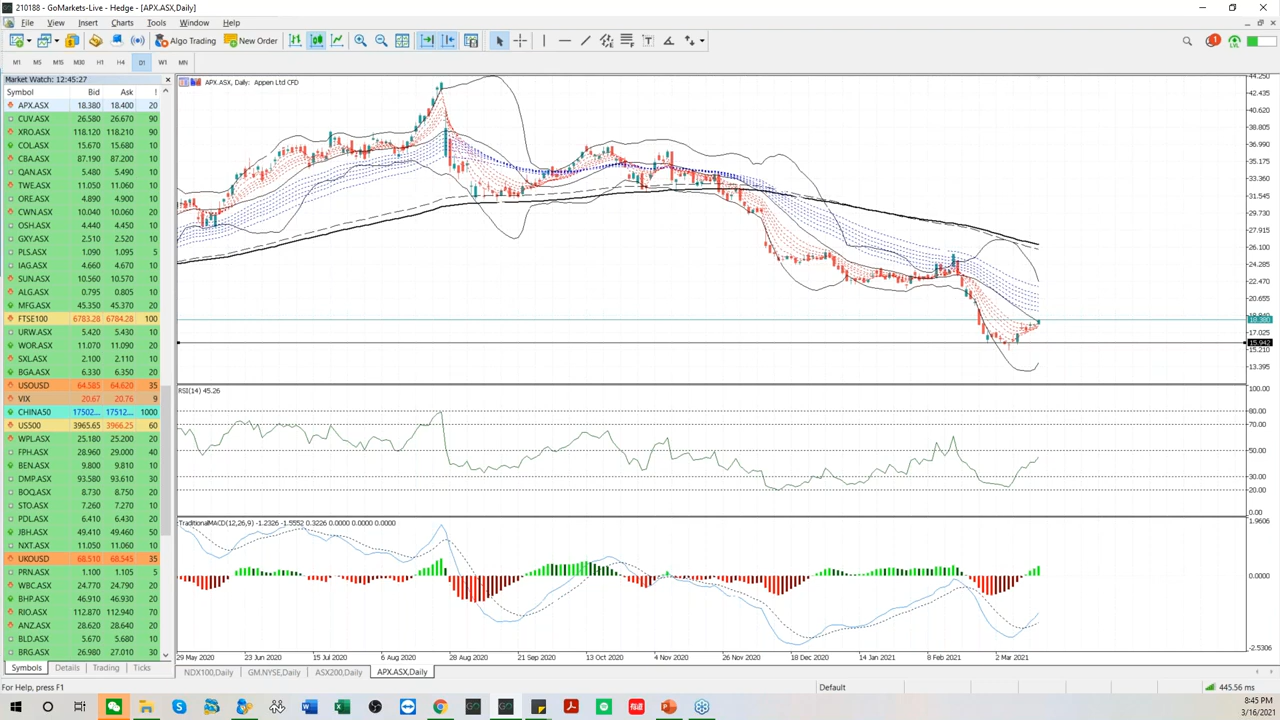 210188 - GoMarkets-Live - Hedge - [APX.ASX,Daily]
File View Insert Charts Tools Window Help
Algo Trading New Order
1
M1 M5 M15 M30 H1 H4 D1 W1 MN
Market Watch: 12:45:27
Symbol Bid Ask !
APX.ASX 18.380 18.400 20
CUV.ASX 26.580 26.670 90
XRO.ASX 118.120 118.210 90
COL.ASX 15.670 15.680 10
CBA.ASX 87.190 87.200 10
QAN.ASX 5.480 5.490 10
TWE.ASX 11.050 11.060 10
ORE.ASX 4.890 4.900 10
CWN.ASX 10.040 10.060 20
OSH.ASX 4.440 4.450 10
GXY.ASX 2.510 2.520 10
PLS.ASX 1.090 1.095 5
IAG.ASX 4.660 4.670 10
SUN.ASX 10.560 10.570 10
ALG.ASX 0.795 0.805 10
MFG.ASX 45.350 45.370 20
FTSE100 6783.28 6784.28 100
URW.ASX 5.420 5.430 10
WOR.ASX 11.070 11.090 20
SXL.ASX 2.100 2.110 10
BGA.ASX 6.330 6.350 20
USOUSD 64.585 64.620 35
VIX 20.67 20.76 9
CHINA50 17502... 17512... 1000
US500 3965.65 3966.25 60
WPL.ASX 25.180 25.200 20
FPH.ASX 28.960 29.000 40
BEN.ASX 9.800 9.810 10
DMP.ASX 93.580 93.610 30
BOQ.ASX 8.730 8.750 20
STO.ASX 7.260 7.270 10
PDL.ASX 6.410 6.430 20
JBH.ASX 49.410 49.460 50
NXT.ASX 11.050 11.060 10
UKOUSD 68.510 68.545 35
PRN.ASX 1.100 1.105 5
WBC.ASX 24.770 24.790 20
BHP.ASX 46.910 46.930 20
RIO.ASX 112.870 112.940 70
ANZ.ASX 28.620 28.640 20
BLD.ASX 5.670 5.680 10
BRG.ASX 26.980 27.010 30
Symbols Details Trading Ticks
APX.ASX, Daily: Appen Ltd CFD
44.250
42.435
40.620
38.805
36.990
35.175
33.360
31.545
29.730
27.915
26.100
24.285
22.470
20.655
18.380
17.025
15.942
15.210
13.395
RSI(14) 45.26
100.00
80.00
70.00
50.00
30.00
20.00
0.00
TraditionalMACD(12,26,9) -1.2326 -1.5552 0.3226 0.0000 0.0000 0.0000
1.9606
0.0000
-2.5306
29 May 2020 23 Jun 2020 15 Jul 2020 6 Aug 2020 28 Aug 2020 21 Sep 2020 13 Oct 2020 4 Nov 2020 26 Nov 2020 18 Dec 2020 14 Jan 2021 8 Feb 2021 2 Mar 2021
NDX100,Daily GM.NYSE,Daily ASX200,Daily APX.ASX,Daily
For Help, press F1 Default 445.56 ms
8:45 PM
3/16/2021